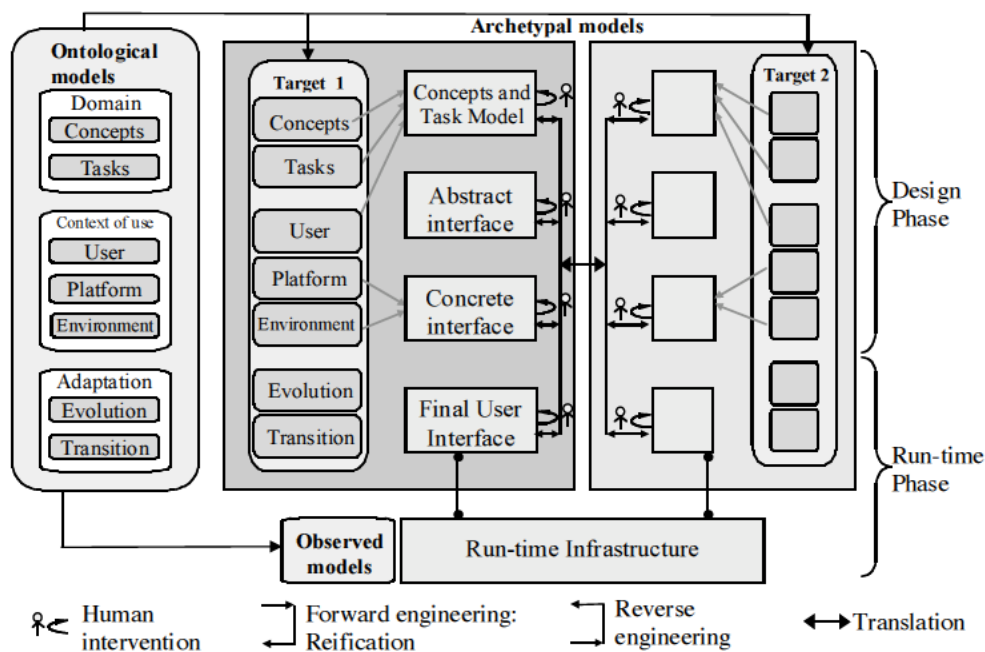 Archetypal models
Ontological
models
Domain
Concepts
Tasks
Context of use
User
Platform
Environment
Adaptation
Evolution
Transition
Target 1
Concepts
Tasks
User
Platform
Environment
Evolution
Transition
Concepts and
Task Model
Abstract
interface
Concrete
interface
Final User
Interface
Target 2
Design
Phase
Run-time
Phase
Observed
models
Run-time Infrastructure
Human
intervention
Forward engineering:
Reification
Reverse
engineering
Translation